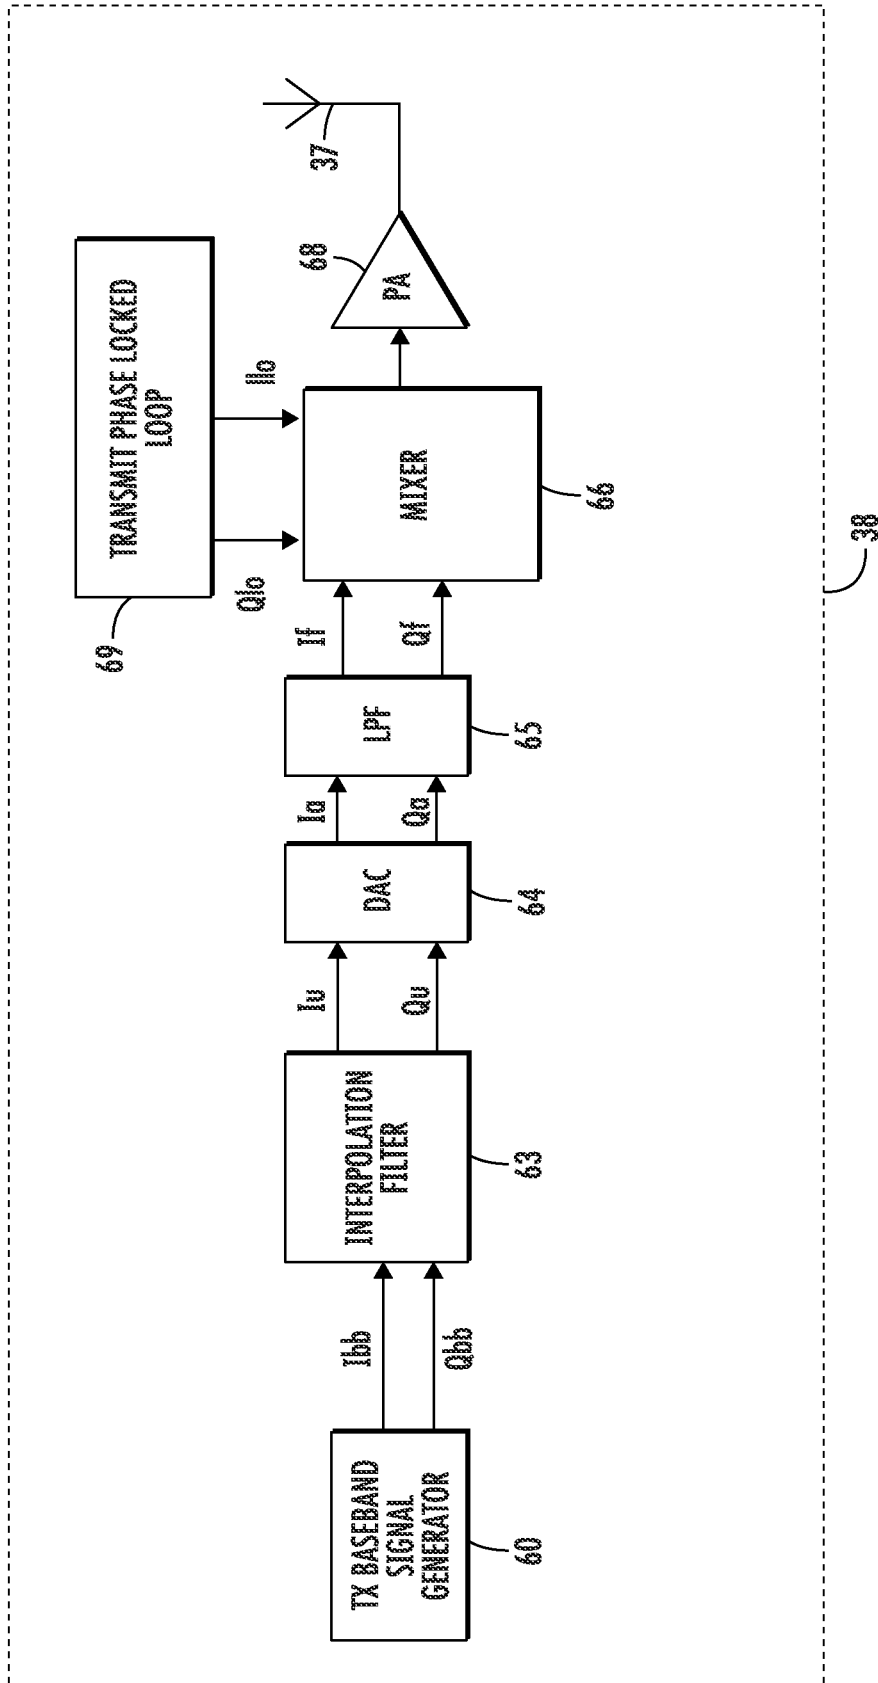 TX BASEBAND
SIGNAL
GENERATOR
60
Ibb
Qbb
INTERPOLATION
FILTER
63
Iu
Qu
DAC
64
Ia
Qa
LPF
65
If
Qf
TRANSMIT PHASE LOCKED
LOOP
69
Qlo
Ilo
MIXER
66
PA
68
37
38